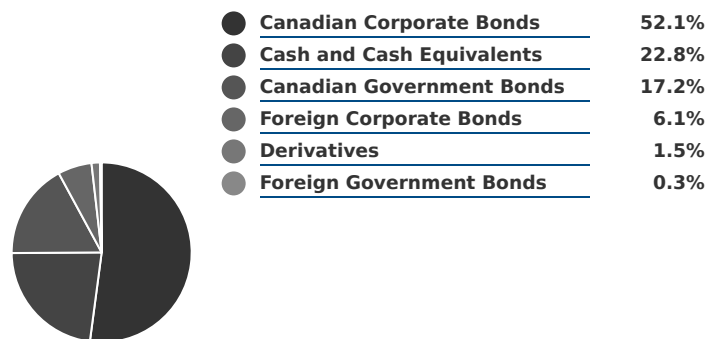 Canadian Corporate Bonds 52.1%
Cash and Cash Equivalents 22.8%
Canadian Government Bonds 17.2%
Foreign Corporate Bonds 6.1%
Derivatives 1.5%
Foreign Government Bonds 0.3%